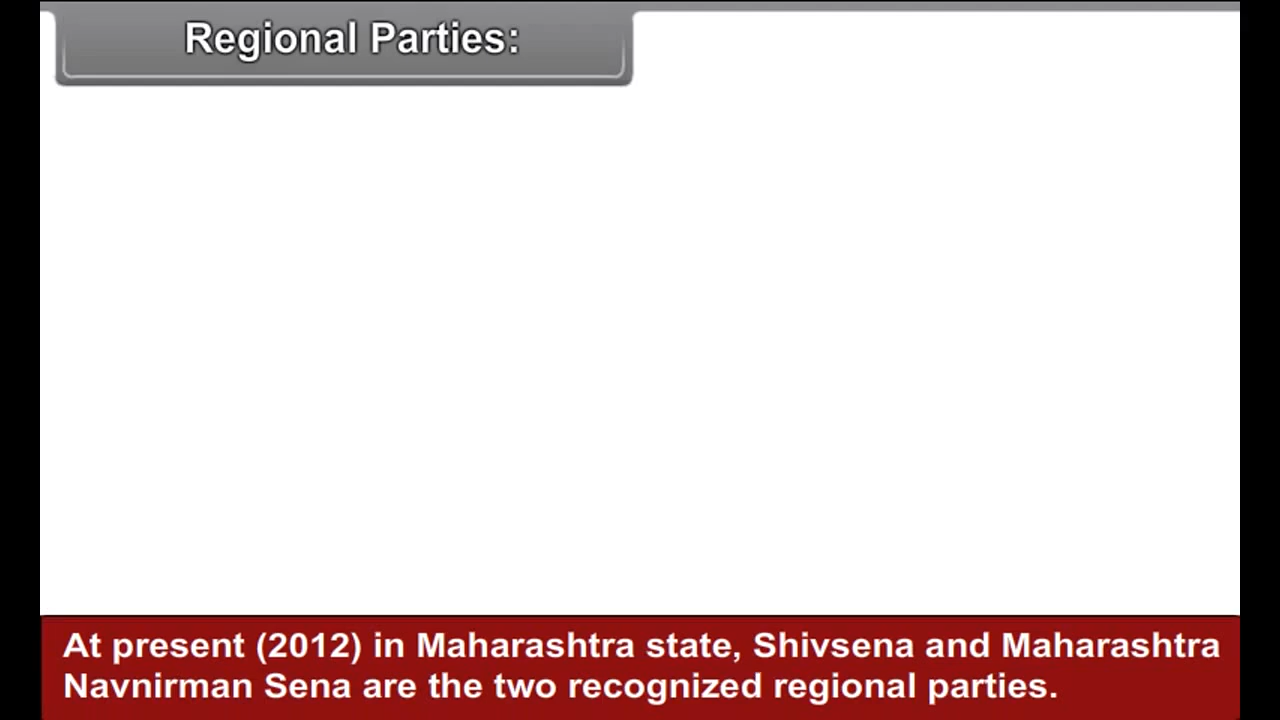 Regional Parties:
At present (2012) in Maharashtra state, Shivsena and Maharashtra
Navnirman Sena are the two recognized regional parties.